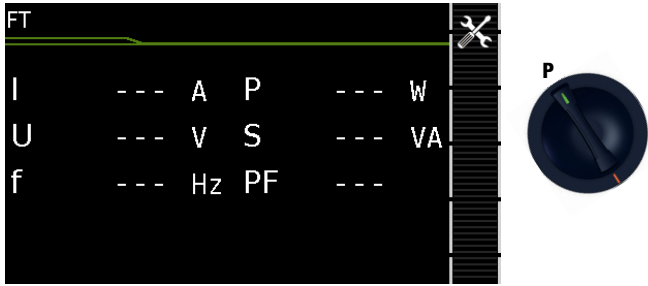 FT
I --- A P --- W
U --- V S --- VA
f --- Hz PF ---
P